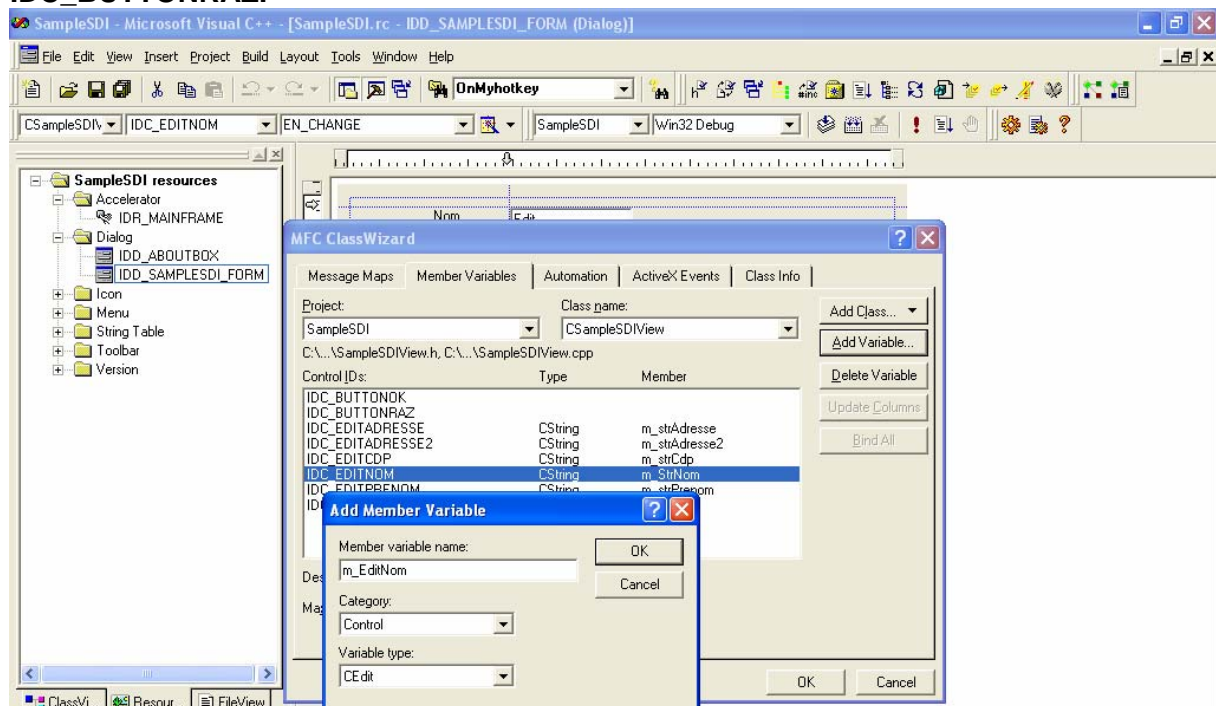 SampleSDI - Microsoft Visual C++ - [SampleSDI.rc - IDD_SAMPLESDI_FORM (Dialog)]
File Edit View Insert Project Build Layout Tools Window Help
OnMyhotkey
IDC_EDITNOM EN_CHANGE SampleSDI Win32 Debug
SampleSDI resources
Accelerator
IDR_MAINFRAME
Dialog
IDD_ABOUTBOX
IDD_SAMPLESDI_FORM
Icon
Menu
String Table
Toolbar
Version
ClassVi... Resour... FileView
Nom Edit
MFC ClassWizard
Message Maps Member Variables Automation ActiveX Events Class Info
Project: Class name:
SampleSDI CSampleSDIView
C:\...\SampleSDIView.h, C:\...\SampleSDIView.cpp
Control IDs: Type Member
IDC_BUTTONOK
IDC_BUTTONRAZ
IDC_EDITADRESSE CString m_strAdresse
IDC_EDITADRESSE2 CString m_strAdresse2
IDC_EDITCDP CString m_strCdp
IDC_EDITNOM CString m_StrNom
IDC_EDITPRENOM CString m_strPrenom
Add Class...
Add Variable...
Delete Variable
Update Columns
Bind All
OK Cancel
Add Member Variable
Member variable name:
m_EditNom
Category:
Control
Variable type:
CEdit
OK
Cancel